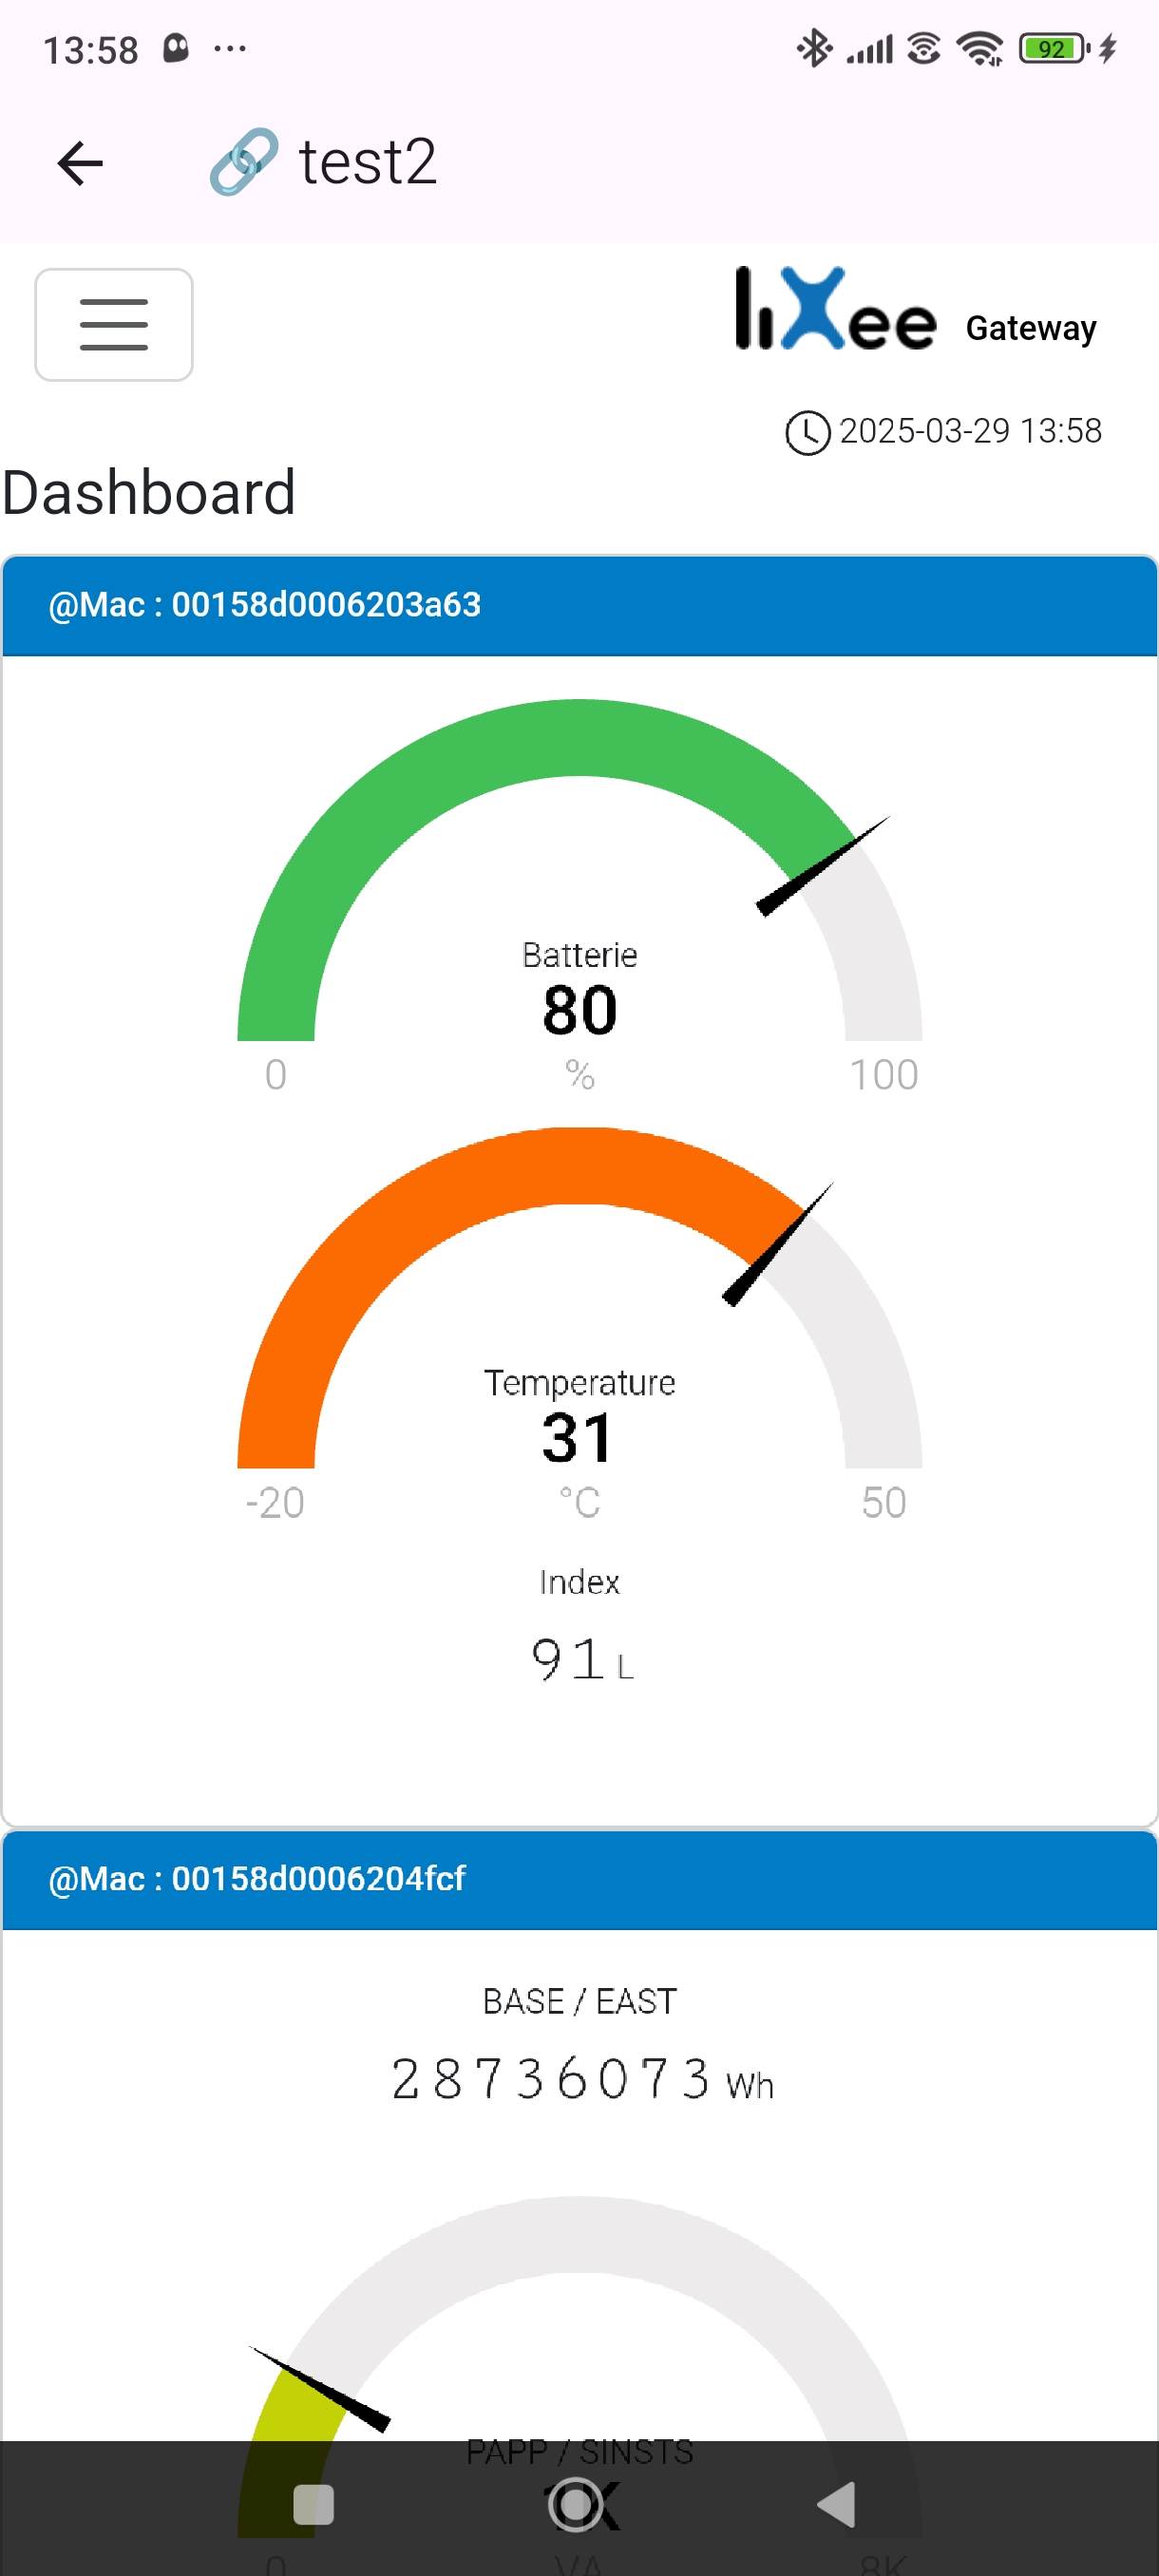 13:58 ... 92
test2
liXee Gateway
2025-03-29 13:58
Dashboard
@Mac : 00158d0006203a63
Batterie
80
0 % 100
Temperature
31
-20 °C 50
Index
91 L
@Mac : 00158d0006204fcf
BASE / EAST
28736073 Wh
PAPP / SINSTS
1K
0 VA 8K